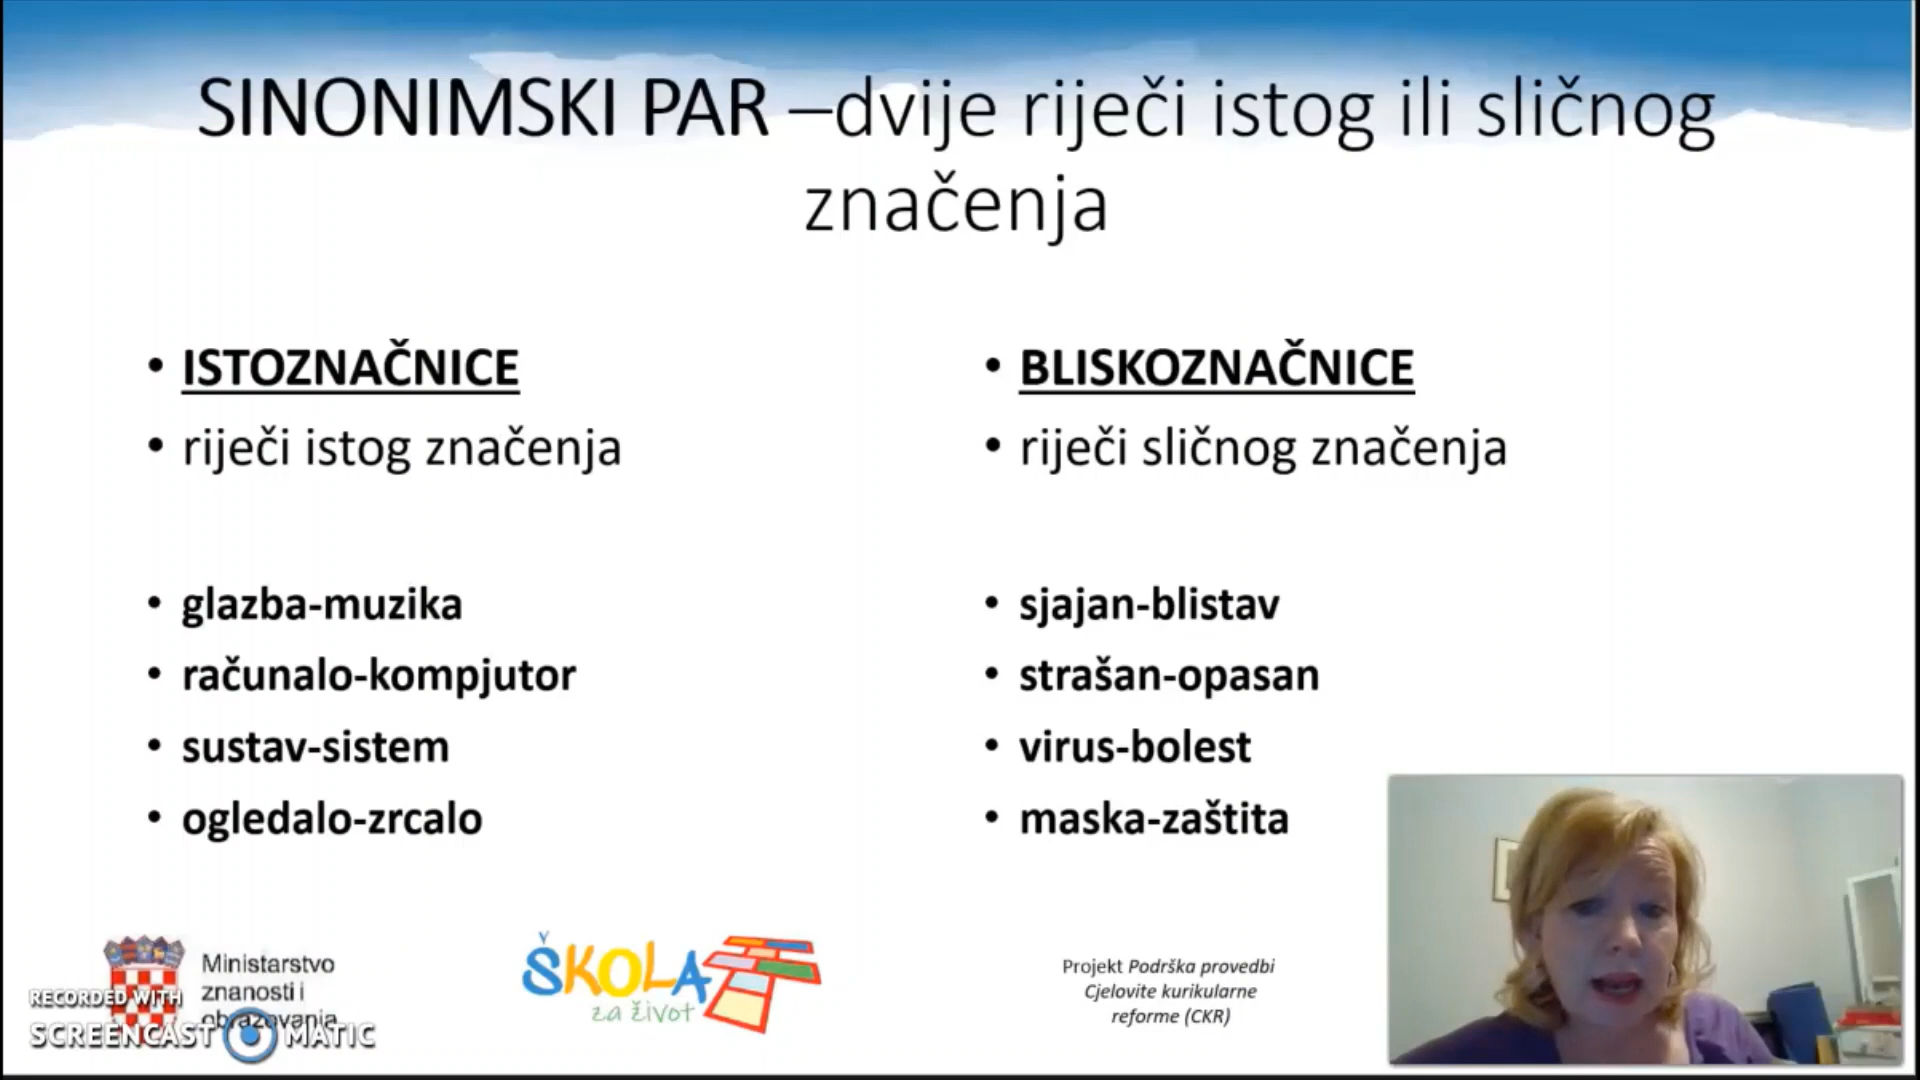 SINONIMSKI PAR –dvije riječi istog ili sličnog
značenja
• ISTOZNAČNICE
• riječi istog značenja
• glazba-muzika
• računalo-kompjutor
• sustav-sistem
• ogledalo-zrcalo
• BLISKOZNAČNICE
• riječi sličnog značenja
• sjajan-blistav
• strašan-opasan
• virus-bolest
• maska-zaštita
Ministarstvo
znanosti i
obrazovanja
RECORDED WITH
SCREENCAST MATIC
ŠKOLA
za život
Projekt Podrška provedbi
Cjelovite kurikularne
reforme (CKR)